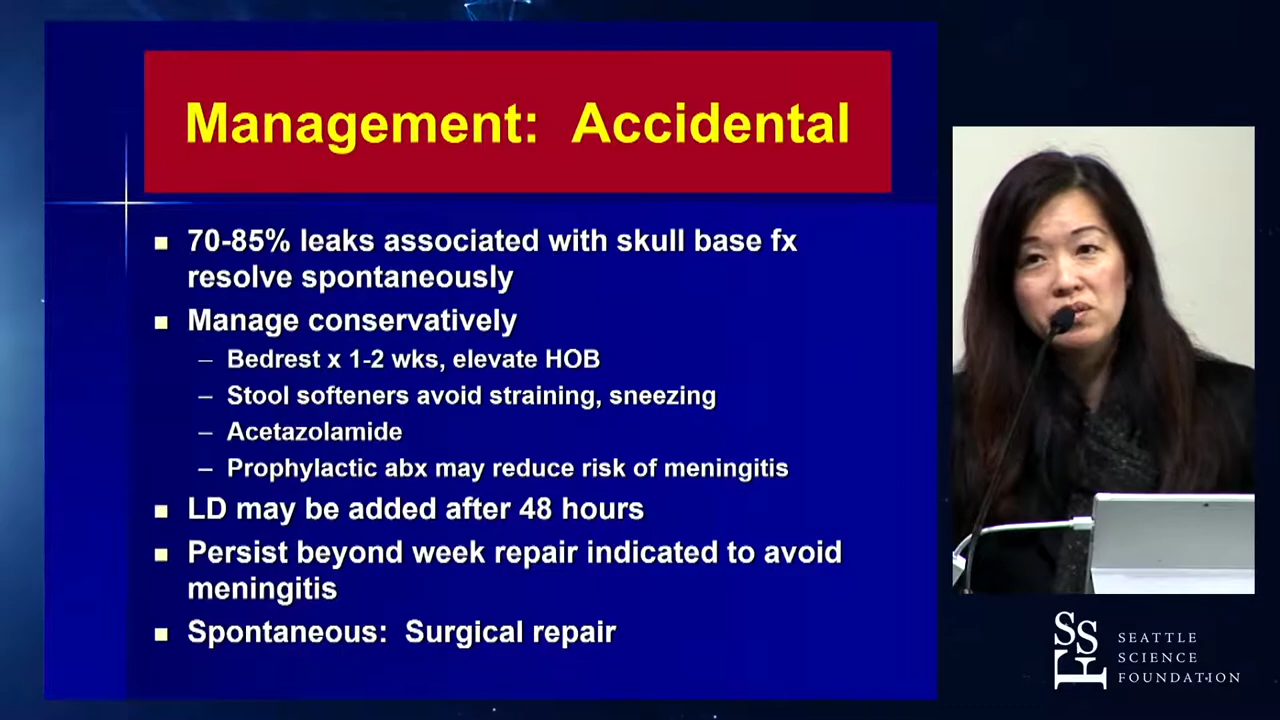 Management: Accidental
70-85% leaks associated with skull base fx
resolve spontaneously
Manage conservatively
– Bedrest x 1-2 wks, elevate HOB
– Stool softeners avoid straining, sneezing
– Acetazolamide
– Prophylactic abx may reduce risk of meningitis
LD may be added after 48 hours
Persist beyond week repair indicated to avoid
meningitis
Spontaneous: Surgical repair
SSF
SEATTLE
SCIENCE
FOUNDATION